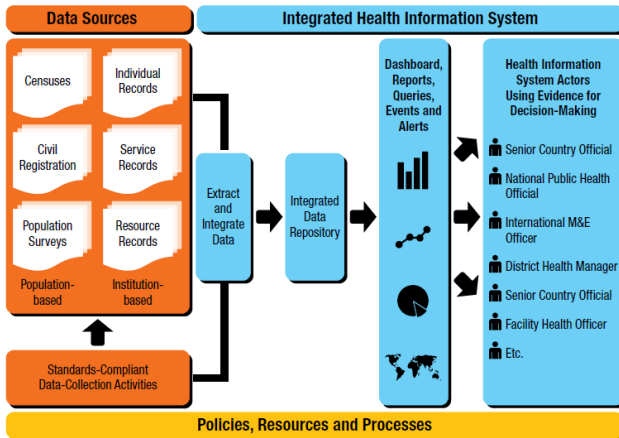 Data Sources
Integrated Health Information System
Censuses
Individual
Records
Civil
Registration
Service
Records
Population
Surveys
Resource
Records
Population-
based
Institution-
based
Standards-Compliant
Data-Collection Activities
Extract and
Integrate
Data
Integrated
Data
Repository
Dashboard,
Reports,
Queries,
Events and
Alerts
Health Information
System Actors
Using Evidence for
Decision-Making
Senior Country Official
National Public Health
Official
International M&E
Officer
District Health Manager
Senior Country Official
Facility Health Officer
Etc.
Policies, Resources and Processes